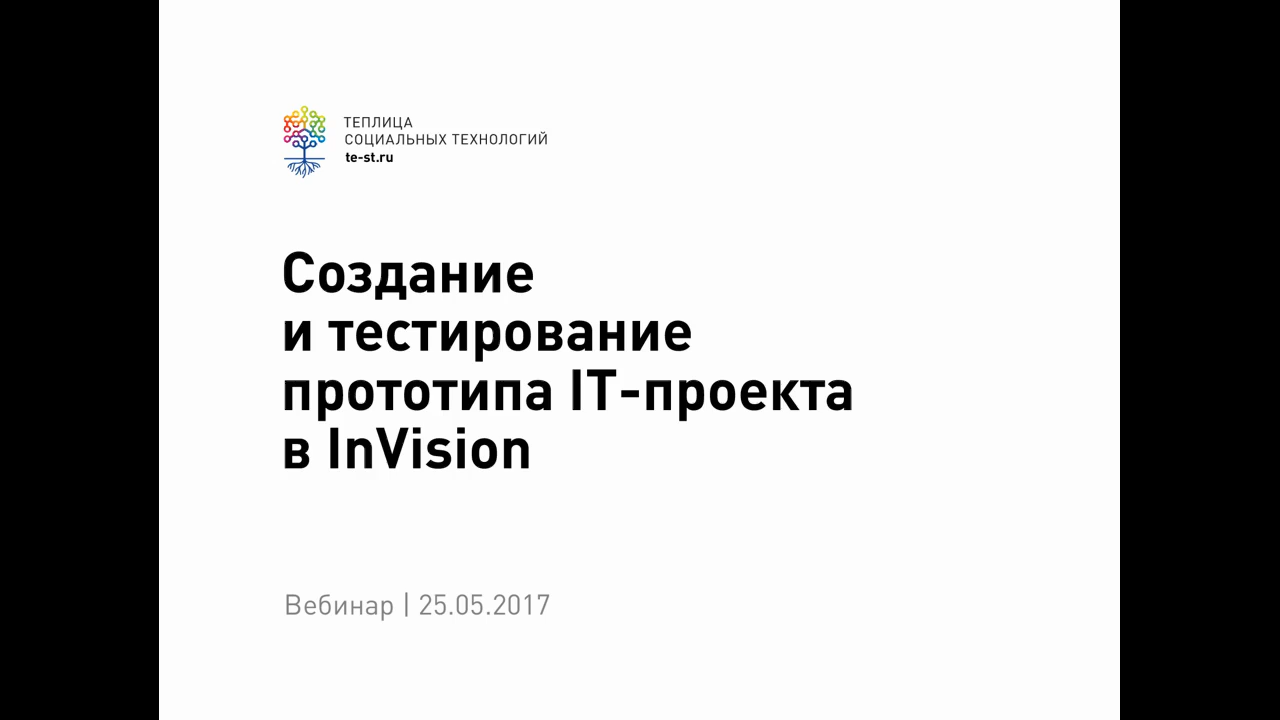 ТЕПЛИЦА
СОЦИАЛЬНЫХ ТЕХНОЛОГИЙ
te-st.ru
Создание
и тестирование
прототипа IT-проекта
в InVision
Вебинар | 25.05.2017